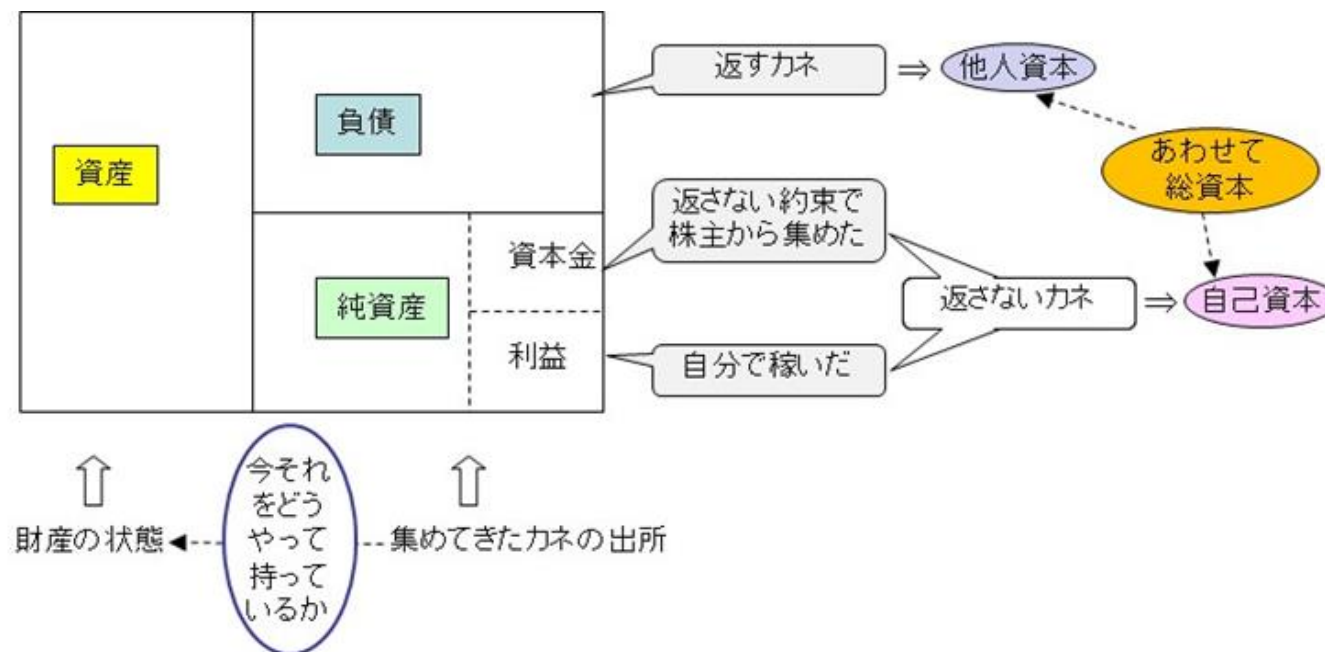 資産
負債
純資産
資本金
利益
返すカネ
⇒
他人資本
あわせて
総資本
返さない約束で
株主から集めた
返さないカネ
⇒
自己資本
自分で稼いだ
財産の状態
今それ
をどう
やって
持って
いるか
集めてきたカネの出所